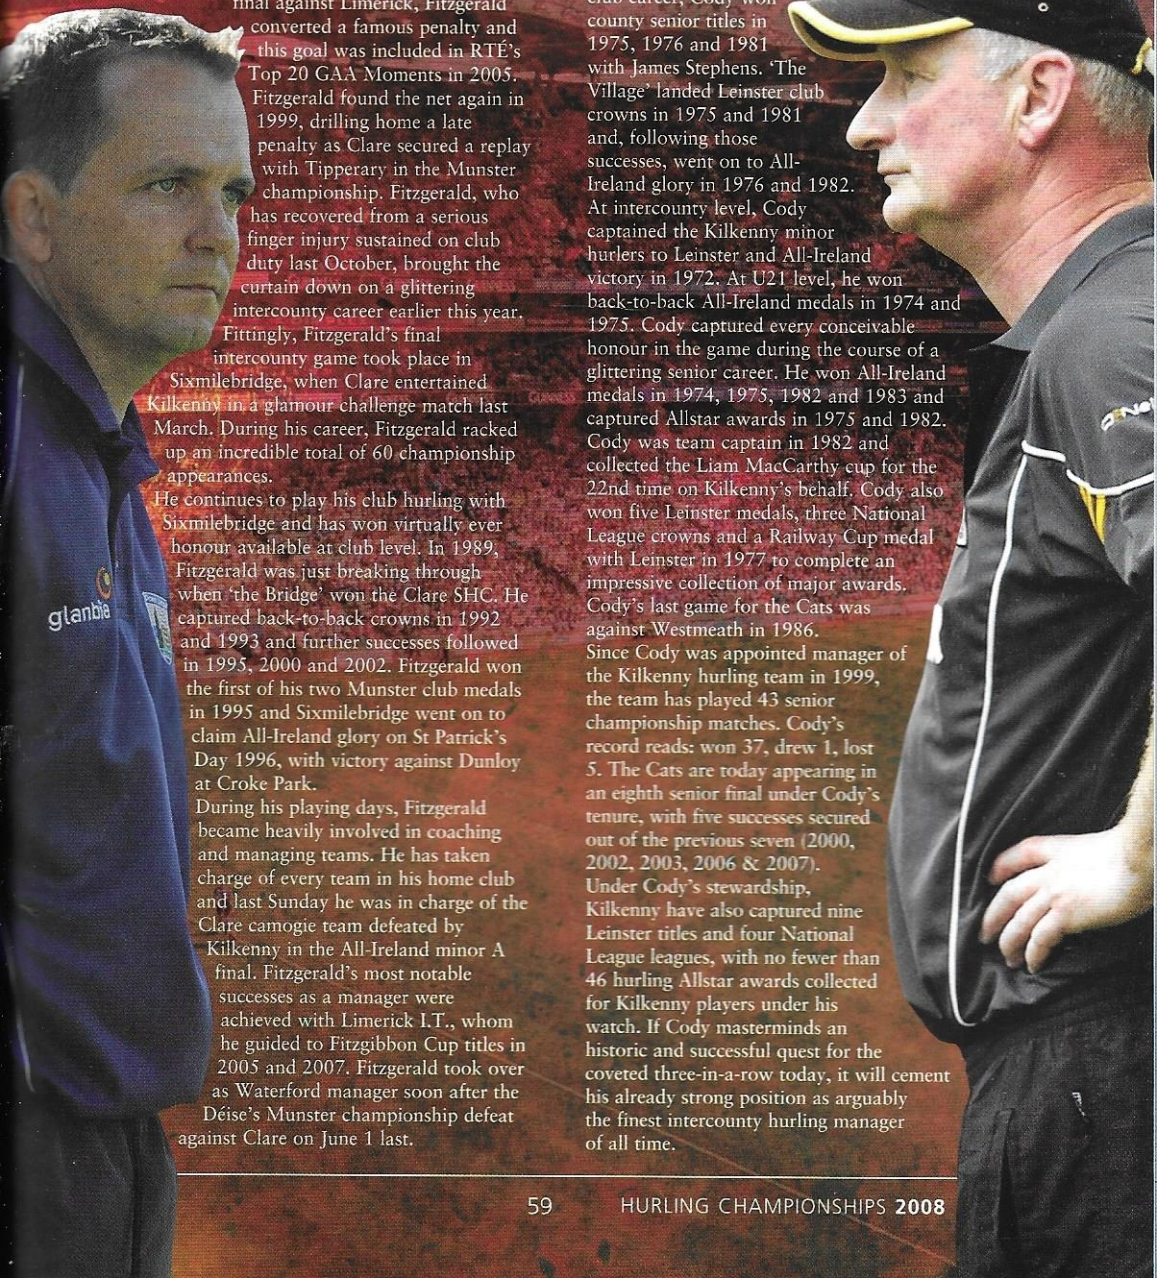 final against Limerick, Fitzgerald
converted a famous penalty and
this goal was included in RTÉ's
Top 20 GAA Moments in 2005.
Fitzgerald found the net again in
1999, drilling home a late
penalty as Clare secured a replay
with Tipperary in the Munster
championship. Fitzgerald, who
has recovered from a serious
finger injury sustained on club
duty last October, brought the
curtain down on a glittering
intercounty career earlier this year.
Fittingly, Fitzgerald's final
intercounty game took place in
Sixmilebridge, when Clare entertained
Kilkenny in a glamour challenge match last
March. During his career, Fitzgerald racked
up an incredible total of 60 championship
appearances.
He continues to play his club hurling with
Sixmilebridge and has won virtually ever
honour available at club level. In 1989,
Fitzgerald was just breaking through
when 'the Bridge' won the Clare SHC. He
captured back-to-back crowns in 1992
and 1993 and further successes followed
in 1995, 2000 and 2002. Fitzgerald won
the first of his two Munster club medals
in 1995 and Sixmilebridge went on to
claim All-Ireland glory on St Patrick's
Day 1996, with victory against Dunloy
at Croke Park.
During his playing days, Fitzgerald
became heavily involved in coaching
and managing teams. He has taken
charge of every team in his home club
and last Sunday he was in charge of the
Clare camogie team defeated by
Kilkenny in the All-Ireland minor A
final. Fitzgerald's most notable
successes as a manager were
achieved with Limerick I.T., whom
he guided to Fitzgibbon Cup titles in
2005 and 2007. Fitzgerald took over
as Waterford manager soon after the
Déise's Munster championship defeat
against Clare on June 1 last.
club career, Cody won
county senior titles in
1975, 1976 and 1981
with James Stephens. 'The
Village' landed Leinster club
crowns in 1975 and 1981
and, following those
successes, went on to All-
Ireland glory in 1976 and 1982.
At intercounty level, Cody
captained the Kilkenny minor
hurlers to Leinster and All-Ireland
victory in 1972. At U21 level, he won
back-to-back All-Ireland medals in 1974 and
1975. Cody captured every conceivable
honour in the game during the course of a
glittering senior career. He won All-Ireland
medals in 1974, 1975, 1982 and 1983 and
captured Allstar awards in 1975 and 1982.
Cody was team captain in 1982 and
collected the Liam MacCarthy cup for the
22nd time on Kilkenny's behalf. Cody also
won five Leinster medals, three National
League crowns and a Railway Cup medal
with Leinster in 1977 to complete an
impressive collection of major awards.
Cody's last game for the Cats was
against Westmeath in 1986.
Since Cody was appointed manager of
the Kilkenny hurling team in 1999,
the team has played 43 senior
championship matches. Cody's
record reads: won 37, drew 1, lost
5. The Cats are today appearing in
an eighth senior final under Cody's
tenure, with five successes secured
out of the previous seven (2000,
2002, 2003, 2006 & 2007).
Under Cody's stewardship,
Kilkenny have also captured nine
Leinster titles and four National
League leagues, with no fewer than
46 hurling Allstar awards collected
for Kilkenny players under his
watch. If Cody masterminds an
historic and successful quest for the
coveted three-in-a-row today, it will cement
his already strong position as arguably
the finest intercounty hurling manager
of all time.
glanbia
59 HURLING CHAMPIONSHIPS 2008